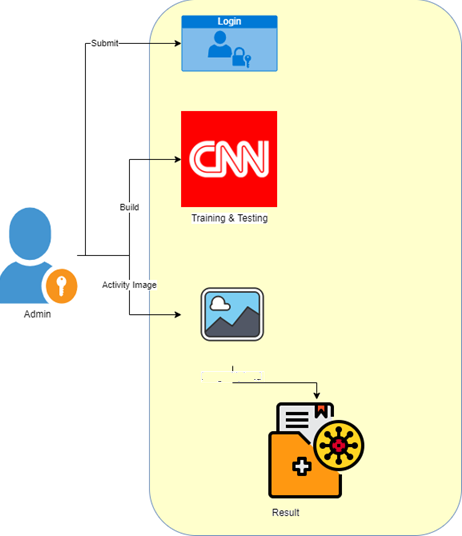 Login
Submit
CNN
Training & Testing
Build
Activity Image
Admin
Result